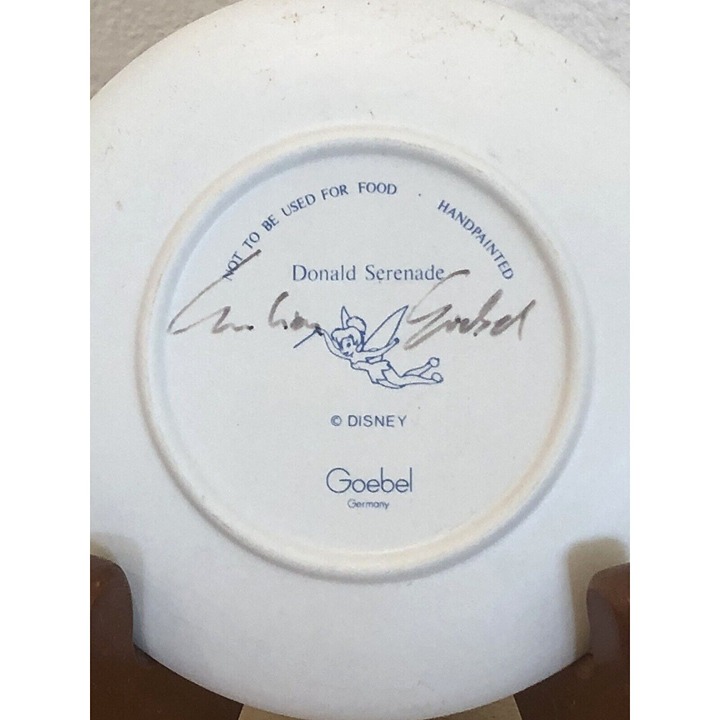 NOT TO BE USED FOR FOOD · HANDPAINTED
Donald Serenade
Goebel
© DISNEY
Goebel
Germany